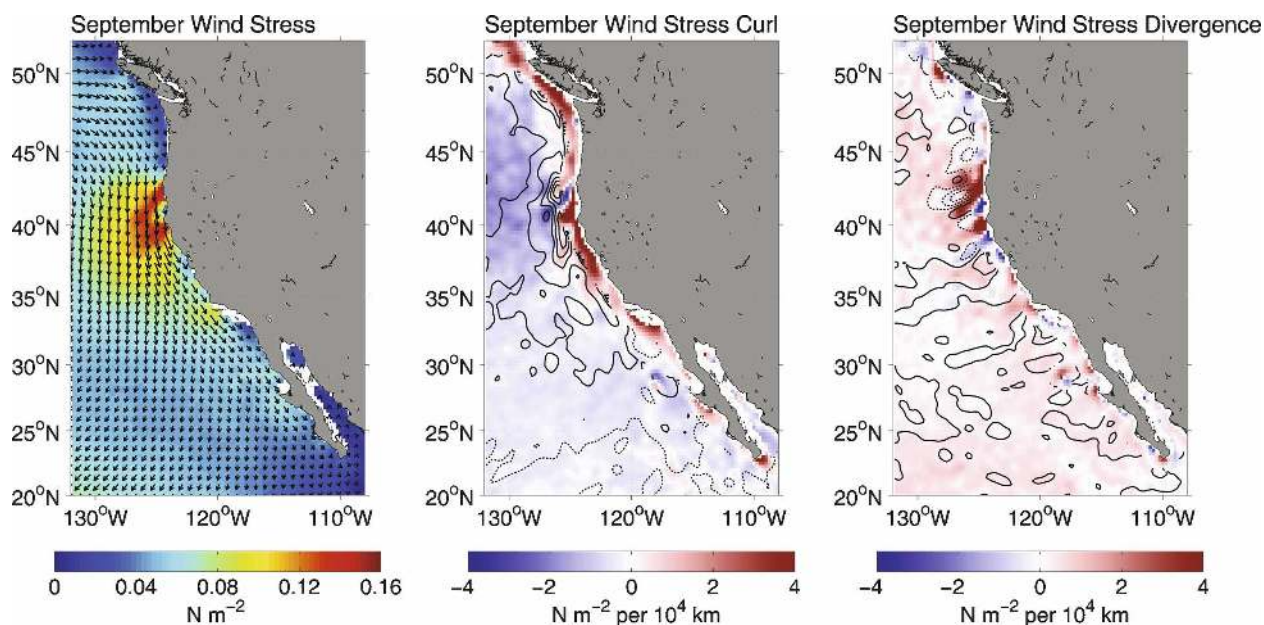 September Wind Stress
September Wind Stress Curl
September Wind Stress Divergence
50°N
45°N
40°N
35°N
30°N
25°N
20°N
130°W
120°W
110°W
0
0.04
0.08
0.12
0.16
N m⁻²
50°N
45°N
40°N
35°N
30°N
25°N
20°N
130°W
120°W
110°W
−4
−2
0
2
4
N m⁻² per 10⁴ km
50°N
45°N
40°N
35°N
30°N
25°N
20°N
130°W
120°W
110°W
−4
−2
0
2
4
N m⁻² per 10⁴ km